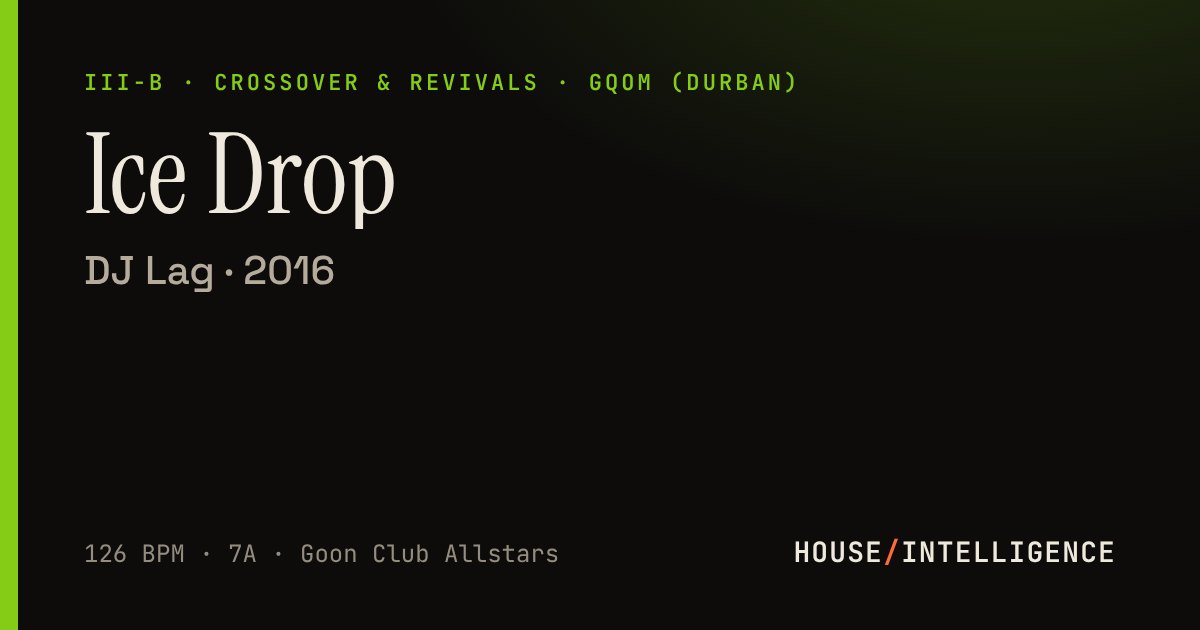 III-B · CROSSOVER & REVIVALS · GQOM (DURBAN)
Ice Drop
DJ Lag · 2016
126 BPM · 7A · Goon Club Allstars
HOUSE/INTELLIGENCE